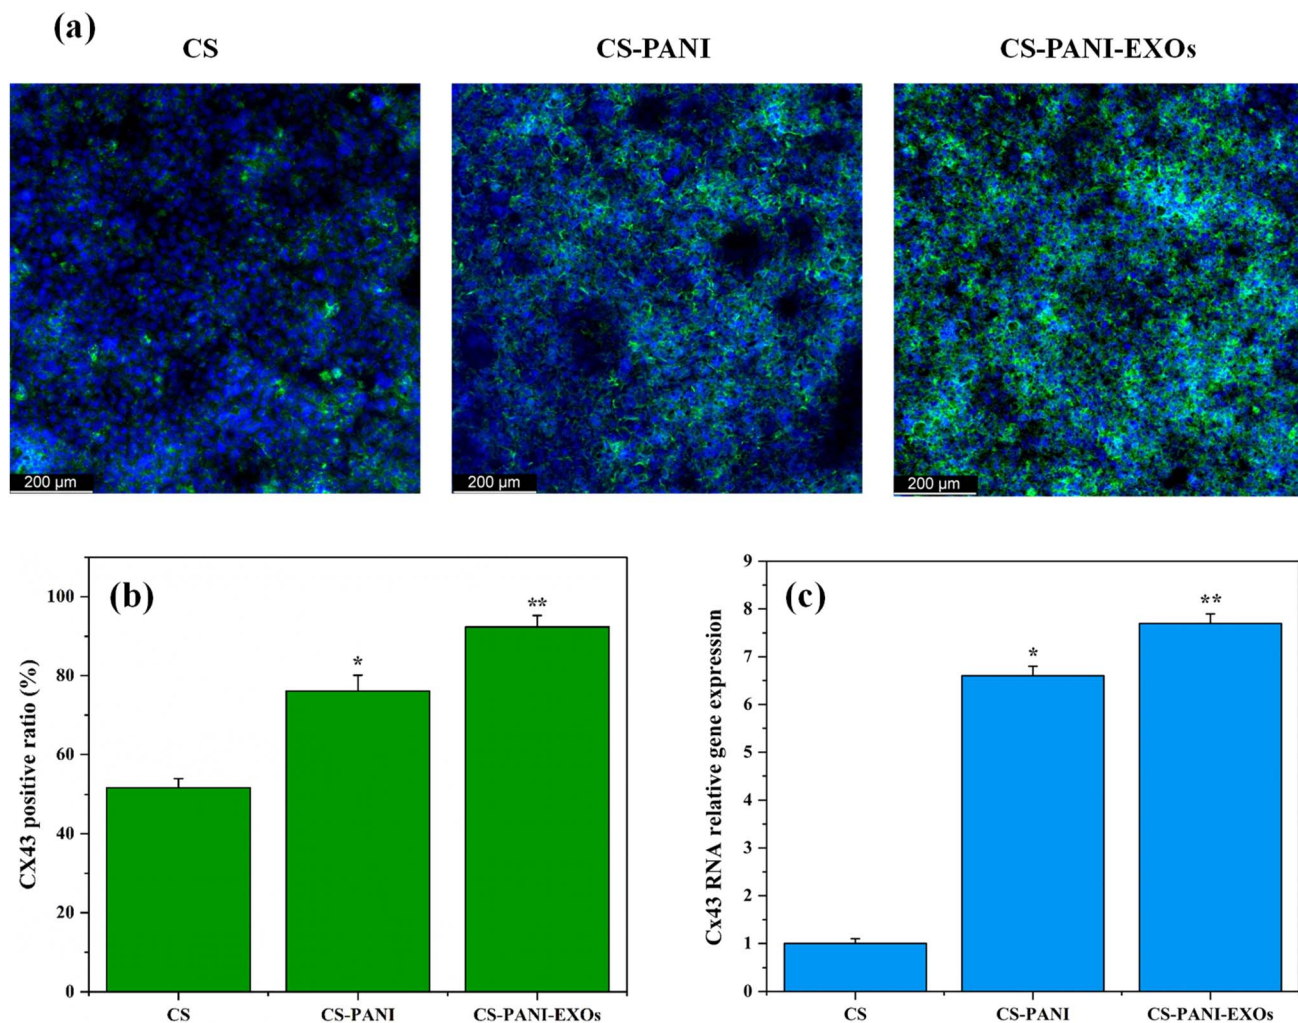 (a)
CS
CS-PANI
CS-PANI-EXOs
200 µm
200 µm
200 µm
(b)
CX43 positive ratio (%)
100
80
60
40
20
0
*
**
CS
CS-PANI
CS-PANI-EXOs
(c)
Cx43 RNA relative gene expression
9
8
7
6
5
4
3
2
1
0
*
**
CS
CS-PANI
CS-PANI-EXOs